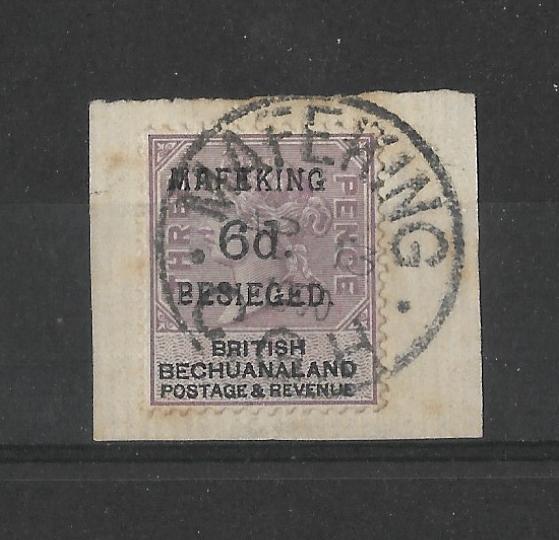 MAFEKING
THREE
PENCE
MAFEKING
6d.
BESIEGED.
BRITISH
BECHUANALAND
POSTAGE & REVENUE